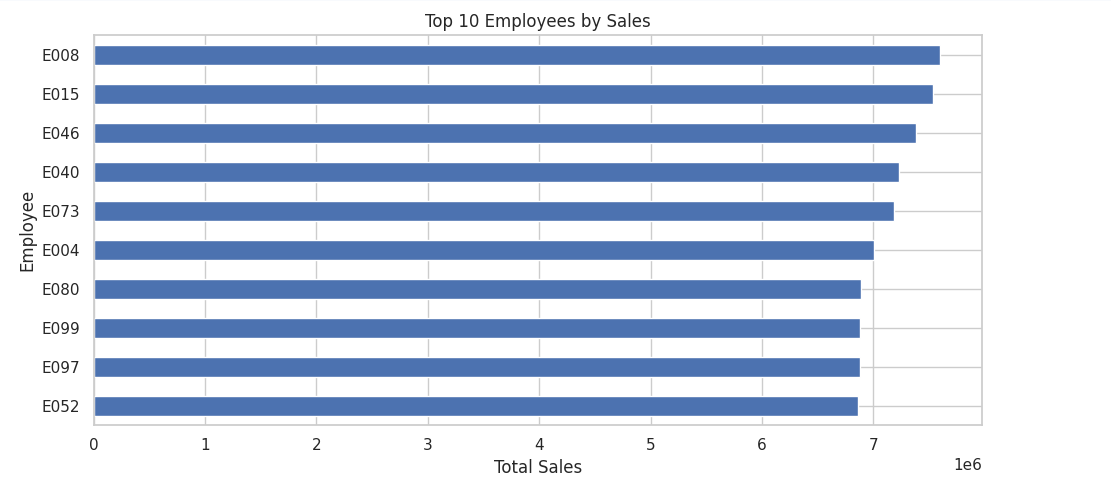 Top 10 Employees by Sales
E008
E015
E046
E040
E073
E004
E080
E099
E097
E052
Employee
0 1 2 3 4 5 6 7
1e6
Total Sales